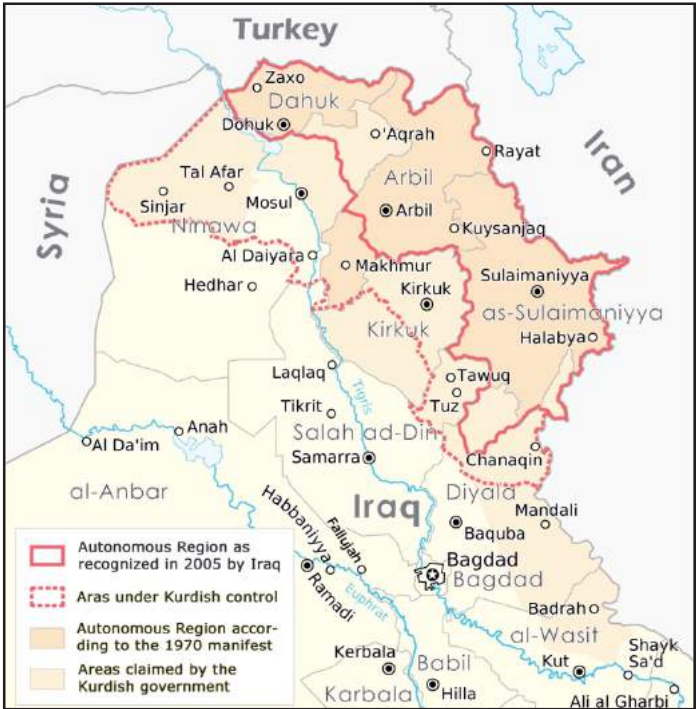 Turkey
Zaxo
Dahuk
Dohuk
'Aqrah
Rayat
Iran
Syria
Tal Afar
Sinjar
Mosul
Ninawa
Arbil
Arbil
Kuysanjaq
Al Daiyara
Makhmur
Hedhar
Kirkuk
Kirkuk
Sulaimaniyya
as-Sulaimaniyya
Halabya
Laqlaq
Tigris
Tawuq
Tuz
Tikrit
Salah ad-Din
Anah
Al Da'im
Samarra
Chanaqin
al-Anbar
Iraq
Diyala
Mandali
Baquba
Habbaniyya
Fallujah
Bagdad
Bagdad
Ramadi
Euphrat
Badrah
al-Wasit
Kerbala
Karbala
Babil
Hilla
Kut
Shayk
Sa'd
Ali al Gharbi
Autonomous Region as
recognized in 2005 by Iraq
Aras under Kurdish control
Autonomous Region accor-
ding to the 1970 manifest
Areas claimed by the
Kurdish government